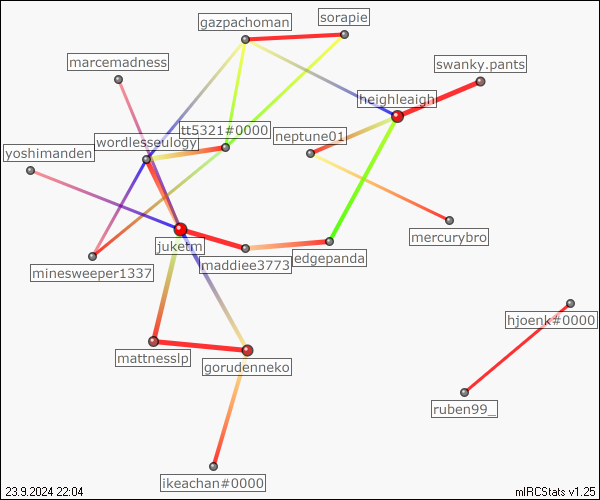 sorapie
gazpachoman
marcemadness
swanky.pants
heighleaigh
tt5321#0000
neptune01
wordlesseulogy
yoshimanden
mercurybro
juketm
edgepanda
maddiee3773
minesweeper1337
hjoenk#0000
mattnesslp
gorudenneko
ruben99_
ikeachan#0000
23.9.2024 22:04
mIRCStats v1.25